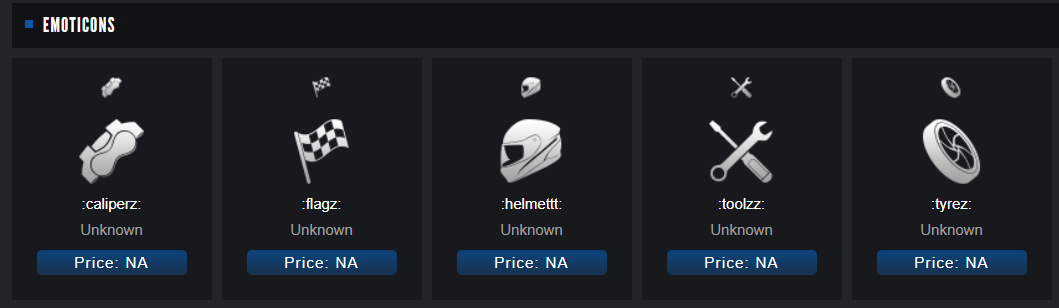 EMOTICONS
:caliperz:
Unknown
Price: NA
:flagz:
Unknown
Price: NA
:helmettt:
Unknown
Price: NA
:toolzz:
Unknown
Price: NA
:tyrez:
Unknown
Price: NA